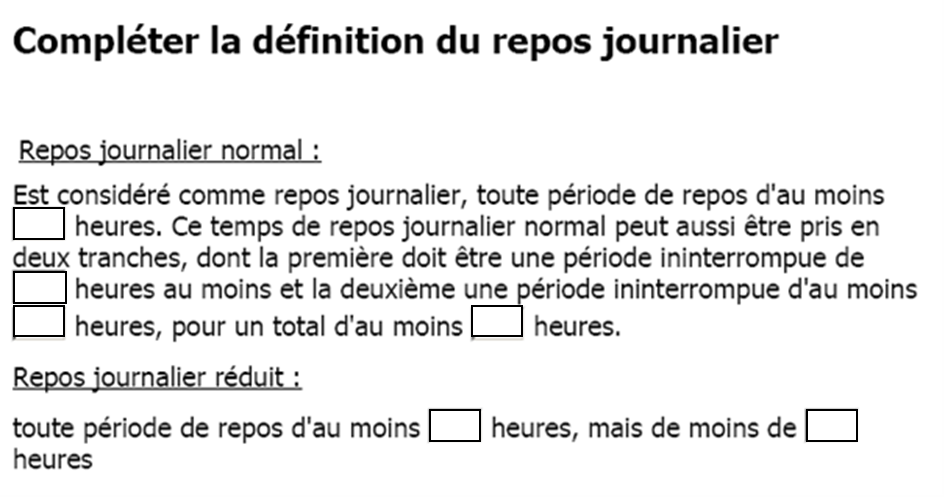 Compléter la définition du repos journalier
Repos journalier normal :
Est considéré comme repos journalier, toute période de repos d'au moins
heures. Ce temps de repos journalier normal peut aussi être pris en
deux tranches, dont la première doit être une période ininterrompue de
heures au moins et la deuxième une période ininterrompue d'au moins
heures, pour un total d'au moins heures.
Repos journalier réduit :
toute période de repos d'au moins heures, mais de moins de
heures